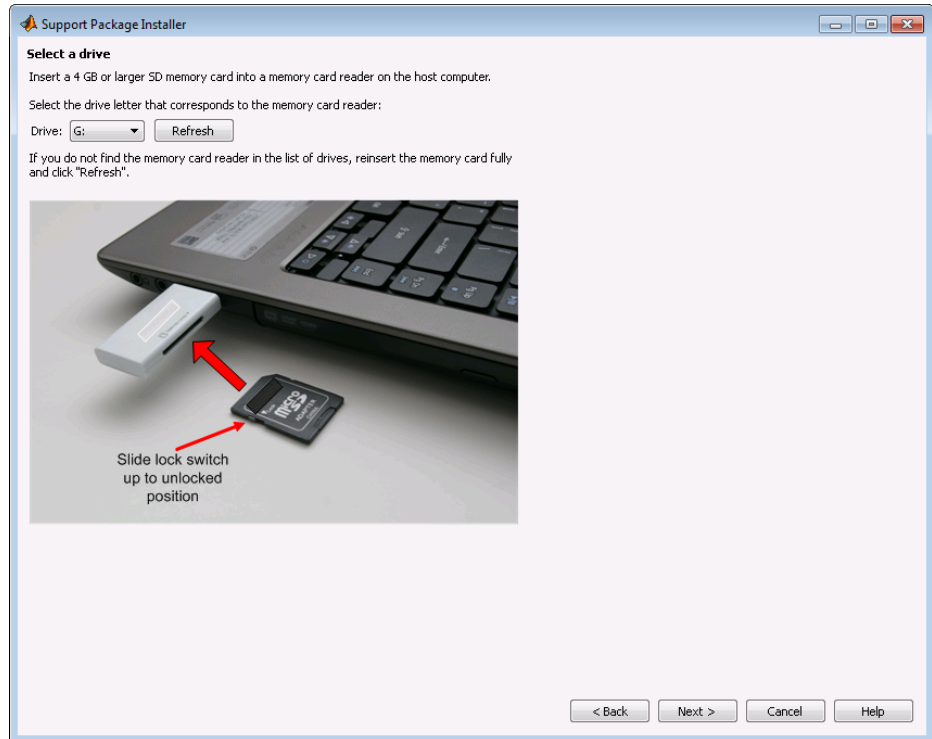 Support Package Installer
Select a drive
Insert a 4 GB or larger SD memory card into a memory card reader on the host computer.
Select the drive letter that corresponds to the memory card reader:
Drive: G: Refresh
If you do not find the memory card reader in the list of drives, reinsert the memory card fully
and click "Refresh".
micro
SD
ADAPTER
Slide lock switch
up to unlocked
position
< Back Next > Cancel Help